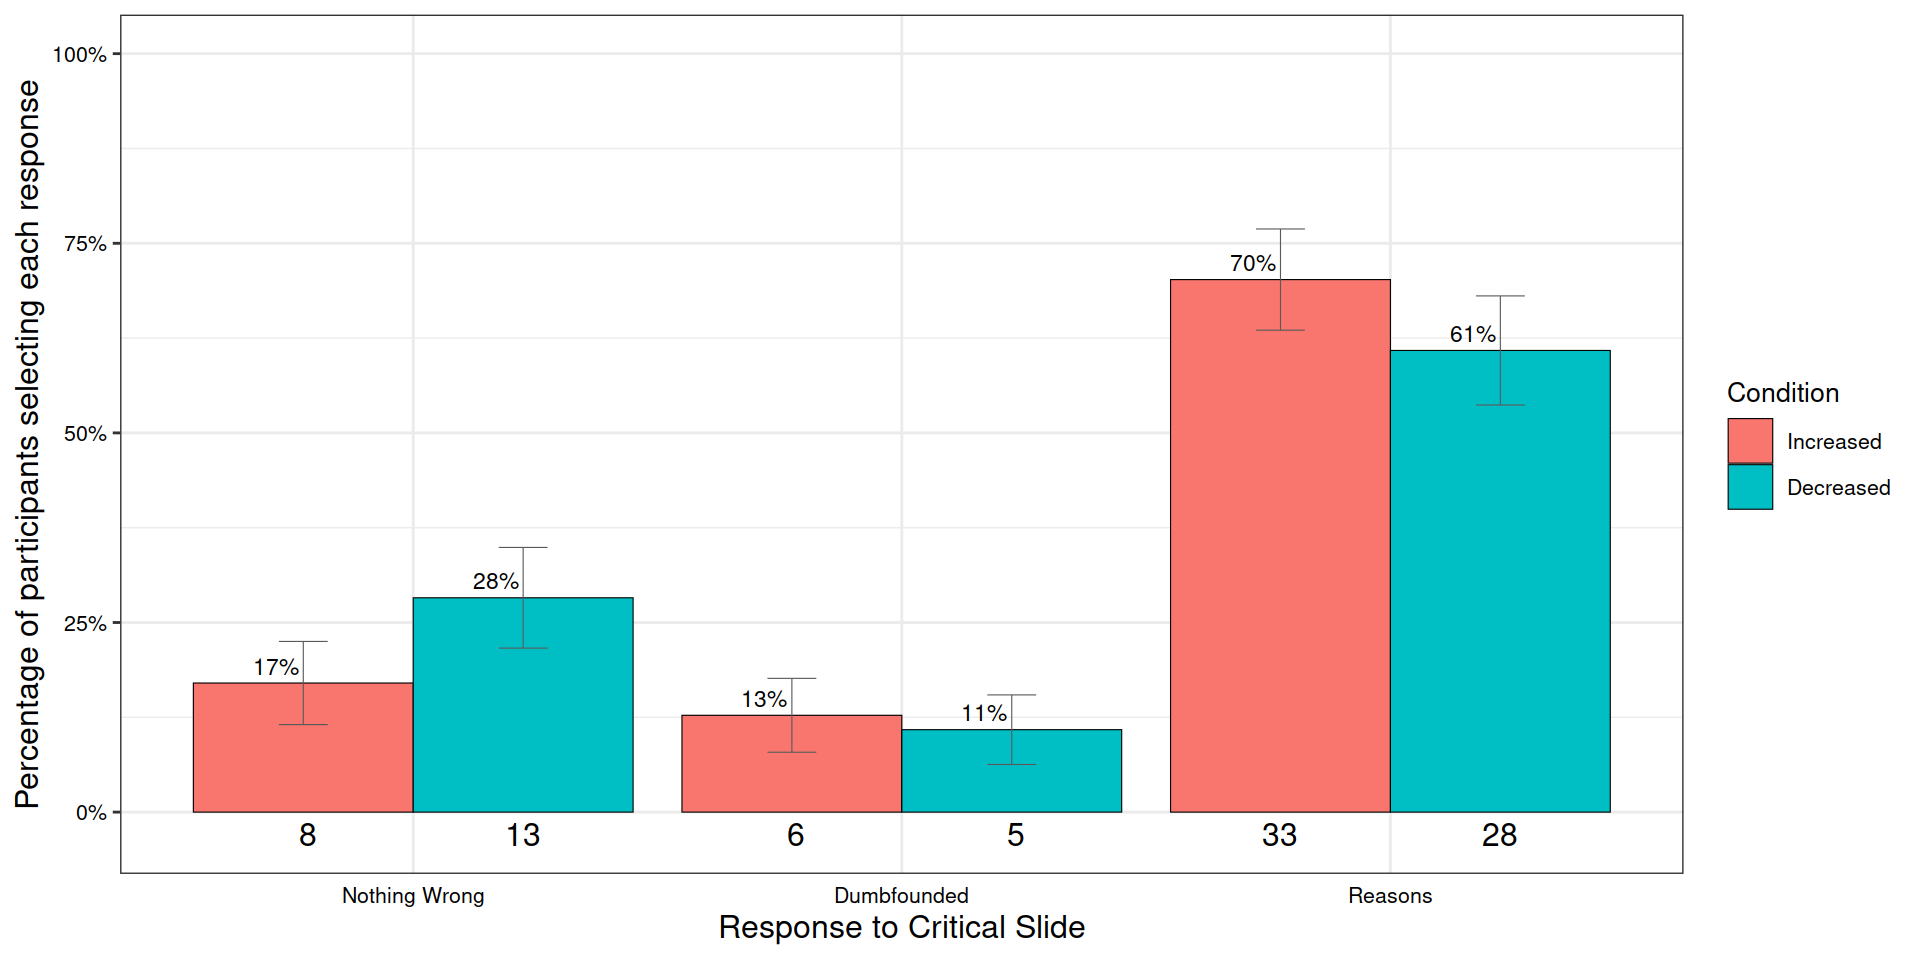 Percentage of participants selecting each response
100%
75%
50%
25%
0%
17%
28%
13%
11%
70%
61%
8
13
6
5
33
28
Nothing Wrong
Dumbfounded
Reasons
Response to Critical Slide
Condition
Increased
Decreased